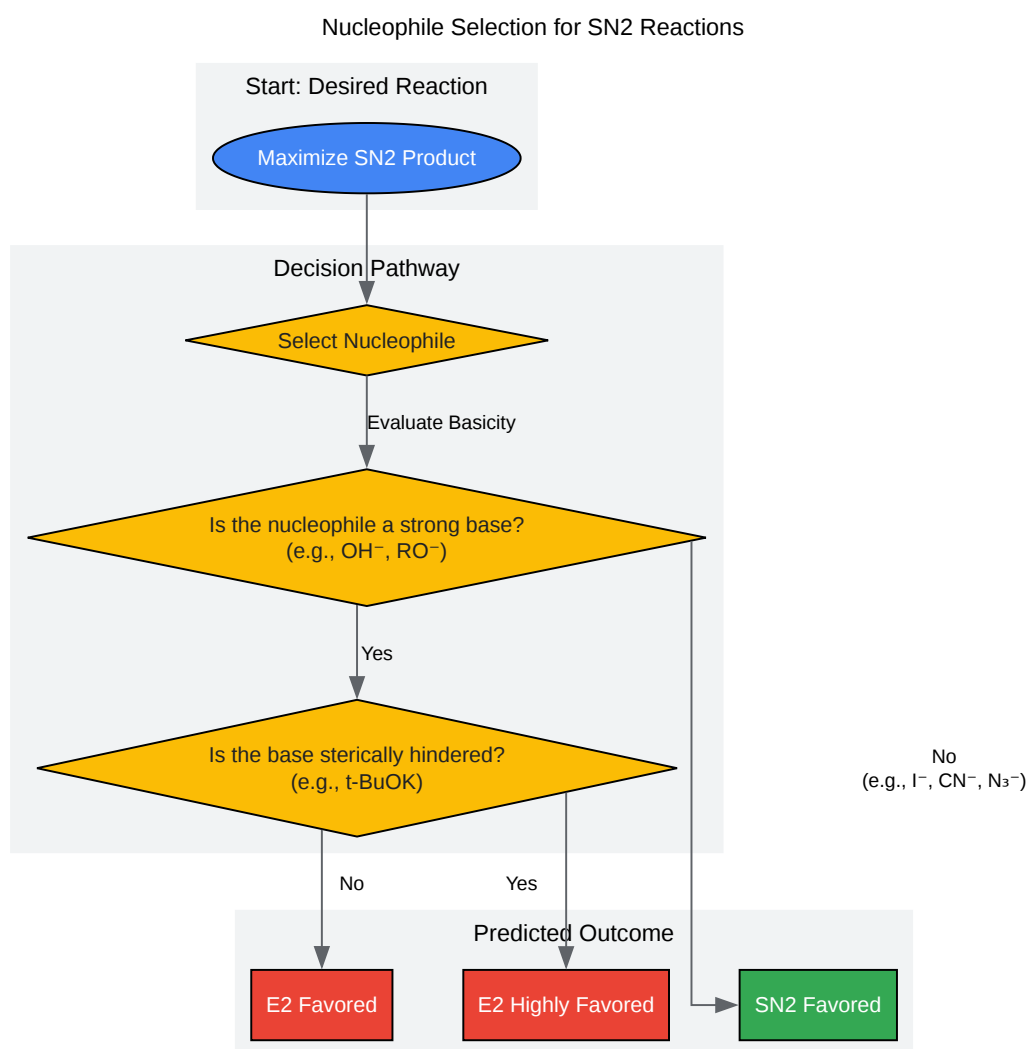 Nucleophile Selection for SN2 Reactions
Start: Desired Reaction
Maximize SN2 Product
Decision Pathway
Select Nucleophile
Evaluate Basicity
Is the nucleophile a strong base?
(e.g., OH⁻, RO⁻)
Yes
Is the base sterically hindered?
(e.g., t-BuOK)
No
(e.g., I⁻, CN⁻, N₃⁻)
No
Yes
Predicted Outcome
E2 Favored
E2 Highly Favored
SN2 Favored